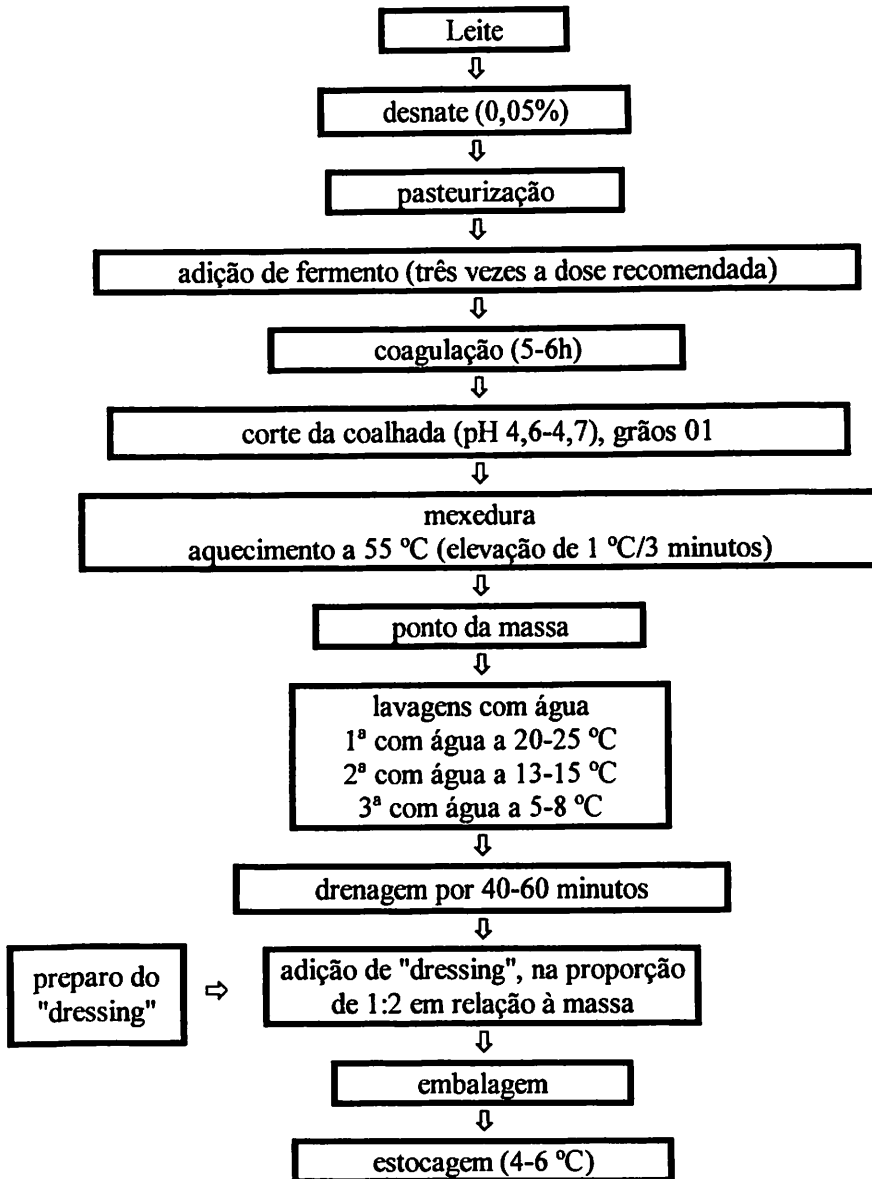 Leite
desnate (0,05%)
pasteurização
adição de fermento (três vezes a dose recomendada)
coagulação (5-6h)
corte da coalhada (pH 4,6-4,7), grãos 01
mexedura
aquecimento a 55 ºC (elevação de 1 ºC/3 minutos)
ponto da massa
lavagens com água
1ª com água a 20-25 ºC
2ª com água a 13-15 ºC
3ª com água a 5-8 ºC
drenagem por 40-60 minutos
preparo do
"dressing"
adição de "dressing", na proporção
de 1:2 em relação à massa
embalagem
estocagem (4-6 ºC)